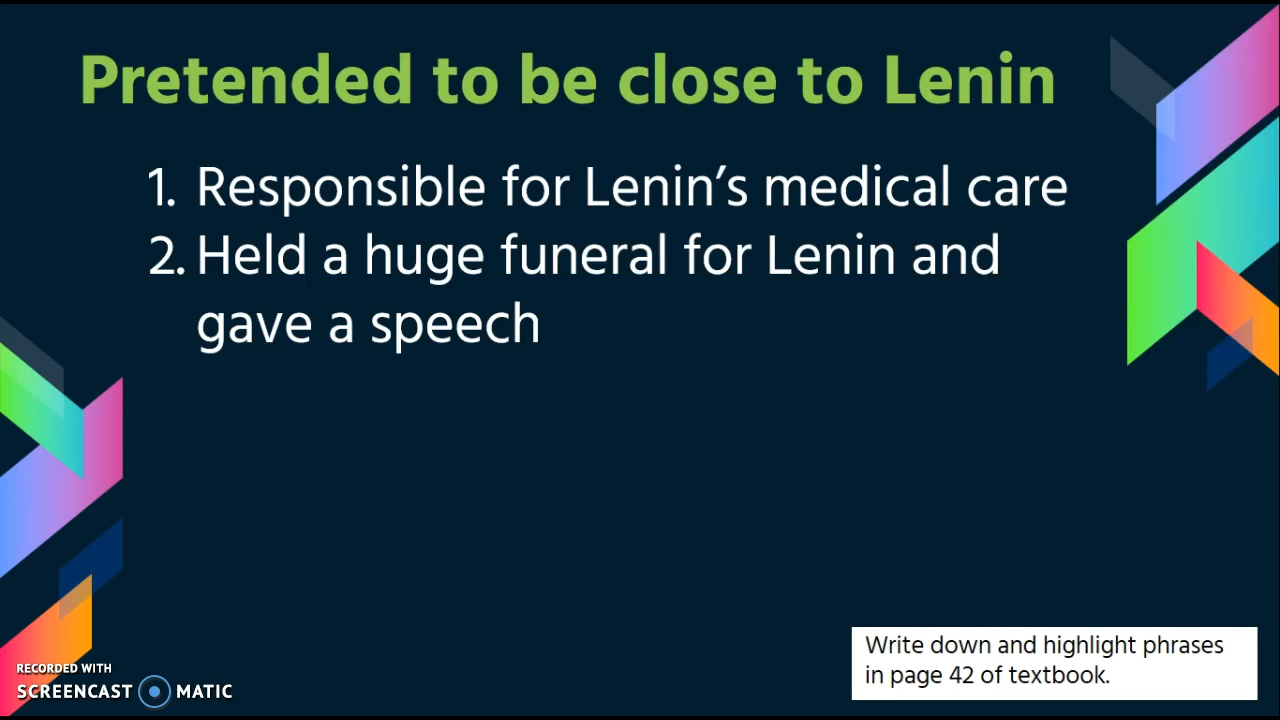 Pretended to be close to Lenin
1. Responsible for Lenin’s medical care
2. Held a huge funeral for Lenin and
gave a speech
Write down and highlight phrases
in page 42 of textbook.
RECORDED WITH
SCREENCAST MATIC